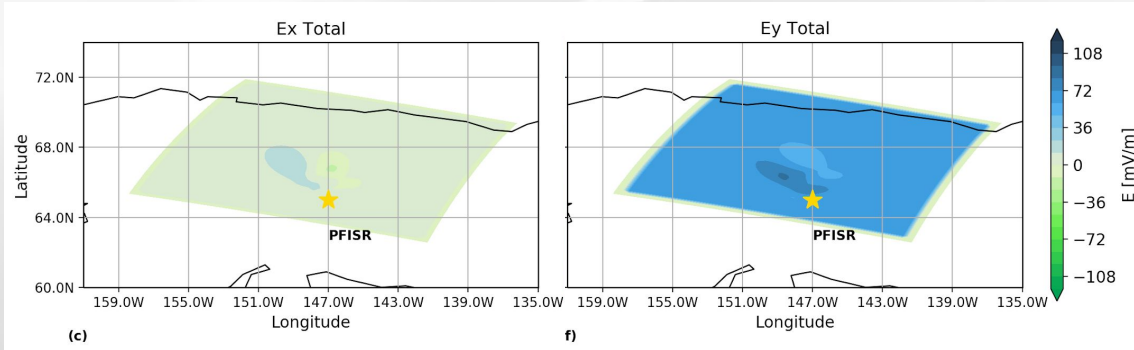 Ex Total
Ey Total
72.0N
68.0N
64.0N
60.0N
Latitude
PFISR
PFISR
159.0W 155.0W 151.0W 147.0W 143.0W 139.0W 135.0W
159.0W 155.0W 151.0W 147.0W 143.0W 139.0W 135.0W
Longitude
Longitude
(c)
f)
108
72
36
0
−36
−72
−108
E [mV/m]